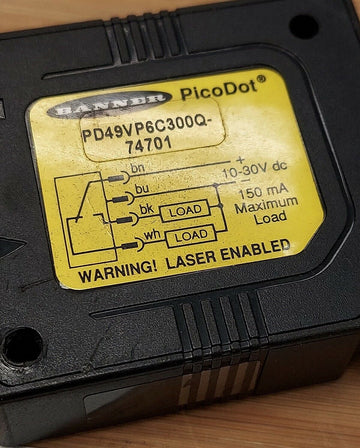 BANNER PicoDot®
PD49VP6C300Q-
74701
bn +
10-30V dc
bu −
150 mA
bk LOAD
Maximum
wh LOAD
Load
WARNING! LASER ENABLED